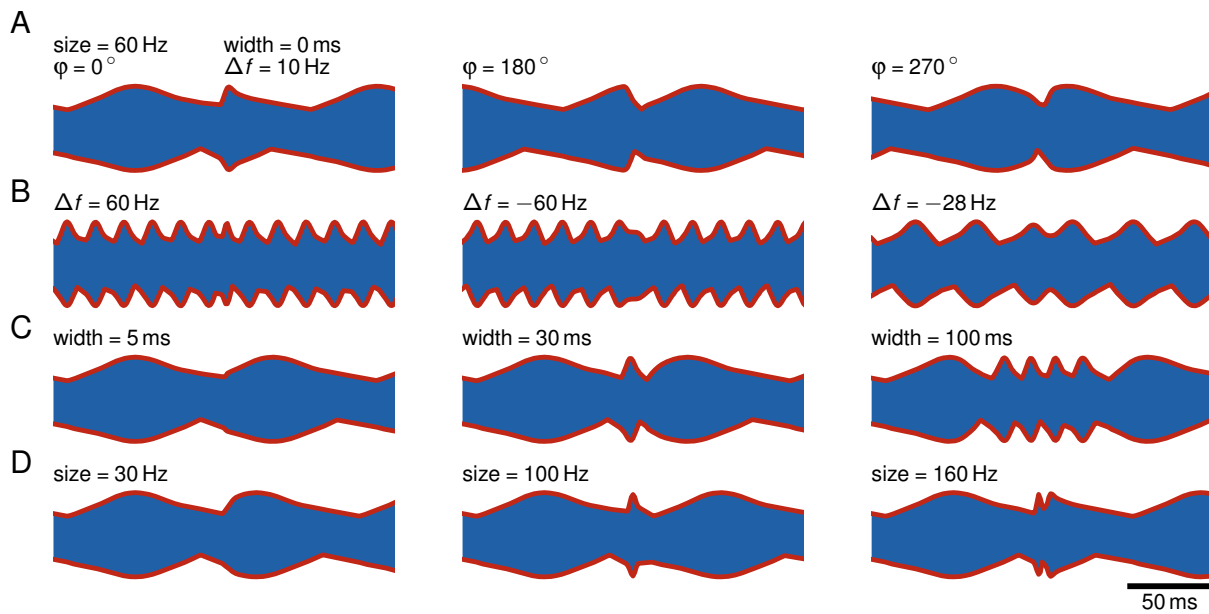 A
size = 60 Hz width = 0 ms
φ = 0° Δf = 10 Hz φ = 180° φ = 270°
B
Δf = 60 Hz Δf = −60 Hz Δf = −28 Hz
C
width = 5 ms width = 30 ms width = 100 ms
D
size = 30 Hz size = 100 Hz size = 160 Hz
50 ms